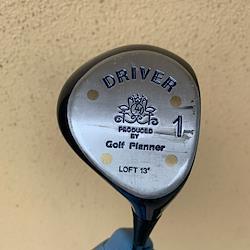 DRIVER
1
PRODUCED
BY
Golf Planner
LOFT 13°